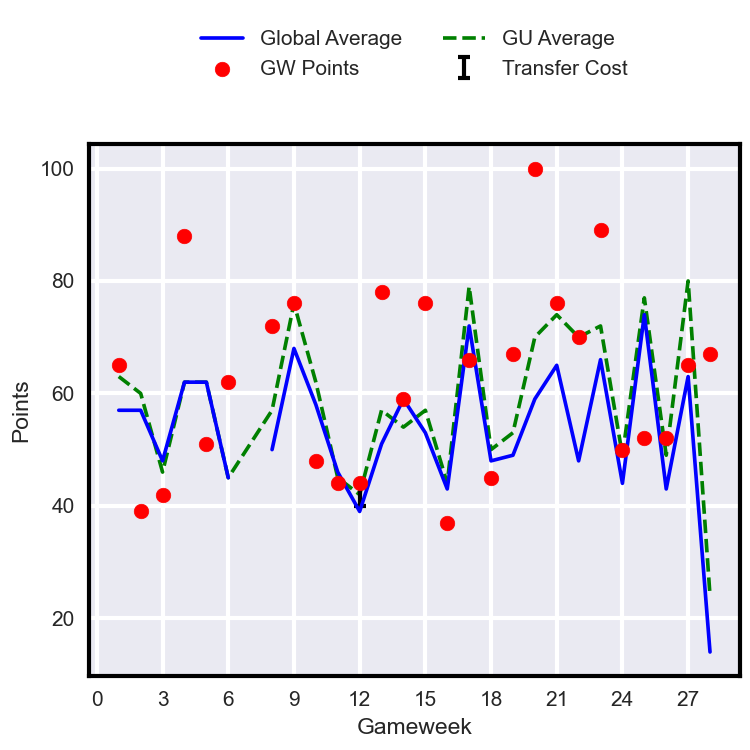 Global Average
GU Average
GW Points
Transfer Cost
100
80
60
40
20
Points
0 3 6 9 12 15 18 21 24 27
Gameweek